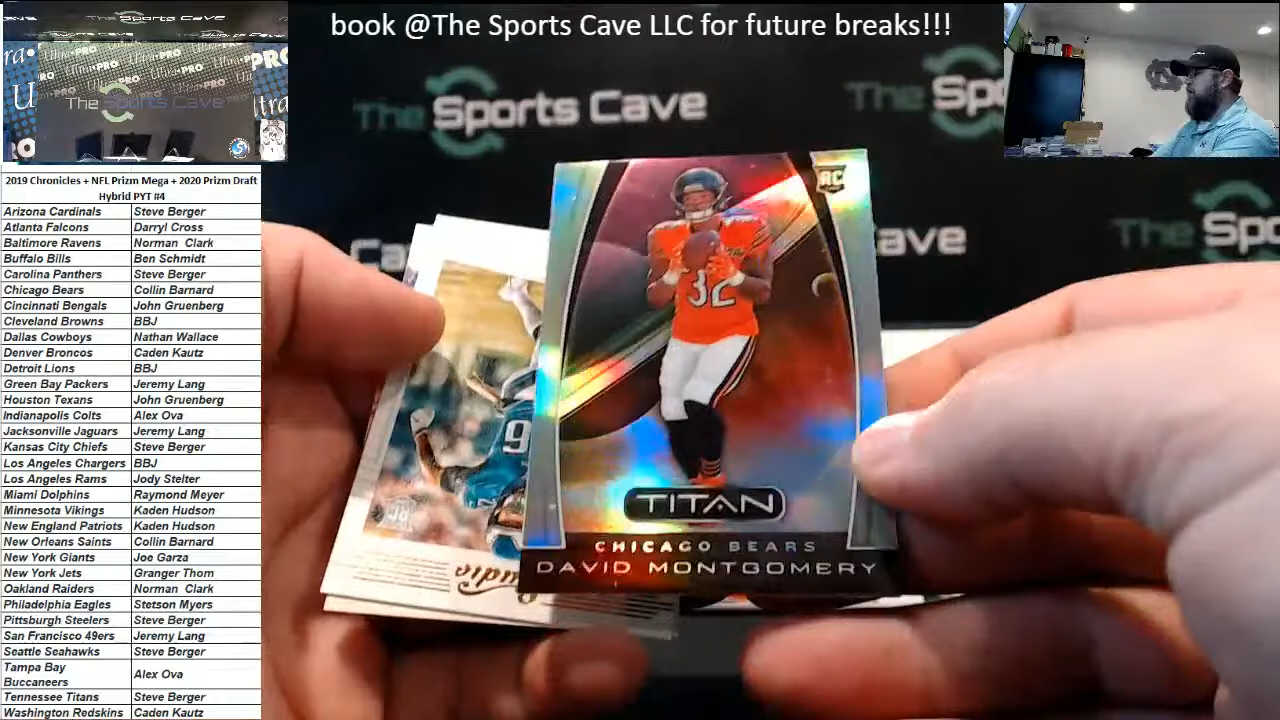 book @The Sports Cave LLC for future breaks!!!
The Sports Cave
The Sports Cave
2019 Chronicles + NFL Prizm Mega + 2020 Prizm Draft
Hybrid PYT #4
Arizona Cardinals Steve Berger
Atlanta Falcons Darryl Cross
Baltimore Ravens Norman Clark
Buffalo Bills Ben Schmidt
Carolina Panthers Steve Berger
Chicago Bears Collin Barnard
Cincinnati Bengals John Gruenberg
Cleveland Browns BBJ
Dallas Cowboys Nathan Wallace
Denver Broncos Caden Kautz
Detroit Lions BBJ
Green Bay Packers Jeremy Lang
Houston Texans John Gruenberg
Indianapolis Colts Alex Ova
Jacksonville Jaguars Jeremy Lang
Kansas City Chiefs Steve Berger
Los Angeles Chargers BBJ
Los Angeles Rams Jody Stelter
Miami Dolphins Raymond Meyer
Minnesota Vikings Kaden Hudson
New England Patriots Kaden Hudson
New Orleans Saints Collin Barnard
New York Giants Joe Garza
New York Jets Granger Thom
Oakland Raiders Norman Clark
Philadelphia Eagles Stetson Myers
Pittsburgh Steelers Steve Berger
San Francisco 49ers Jeremy Lang
Seattle Seahawks Steve Berger
Tampa Bay
Buccaneers Alex Ova
Tennessee Titans Steve Berger
Washington Redskins Caden Kautz
RC
32
TITAN
CHICAGO BEARS
DAVID MONTGOMERY